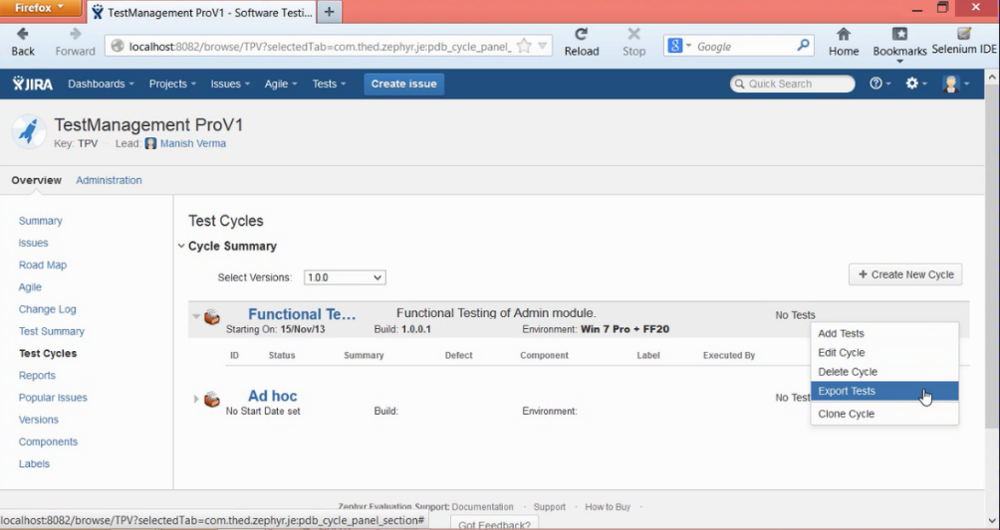 Firefox
TestManagement ProV1 - Software Testi...
Back Forward localhost:8082/browse/TPV?selectedTab=com.thed.zephyr.je:pdb_cycle_panel_ Reload Stop Google Home Bookmarks Selenium IDE
JIRA Dashboards Projects Issues Agile Tests Create issue Quick Search
TestManagement ProV1
Key: TPV Lead: Manish Verma
Overview Administration
Summary
Issues
Road Map
Agile
Change Log
Test Summary
Test Cycles
Reports
Popular Issues
Versions
Components
Labels
Test Cycles
Cycle Summary
Select Versions: 1.0.0 + Create New Cycle
Functional Te... Functional Testing of Admin module. No Tests
Starting On: 15/Nov/13 Build: 1.0.0.1 Environment: Win 7 Pro + FF20
ID Status Summary Defect Component Label Executed By
Ad hoc No Test
No Start Date set Build: Environment:
Add Tests
Edit Cycle
Delete Cycle
Export Tests
Clone Cycle
Zephyr Evaluation Support: Documentation · Support · How to Buy ·
localhost:8082/browse/TPV?selectedTab=com.thed.zephyr.je:pdb_cycle_panel_section#
Got Feedback?